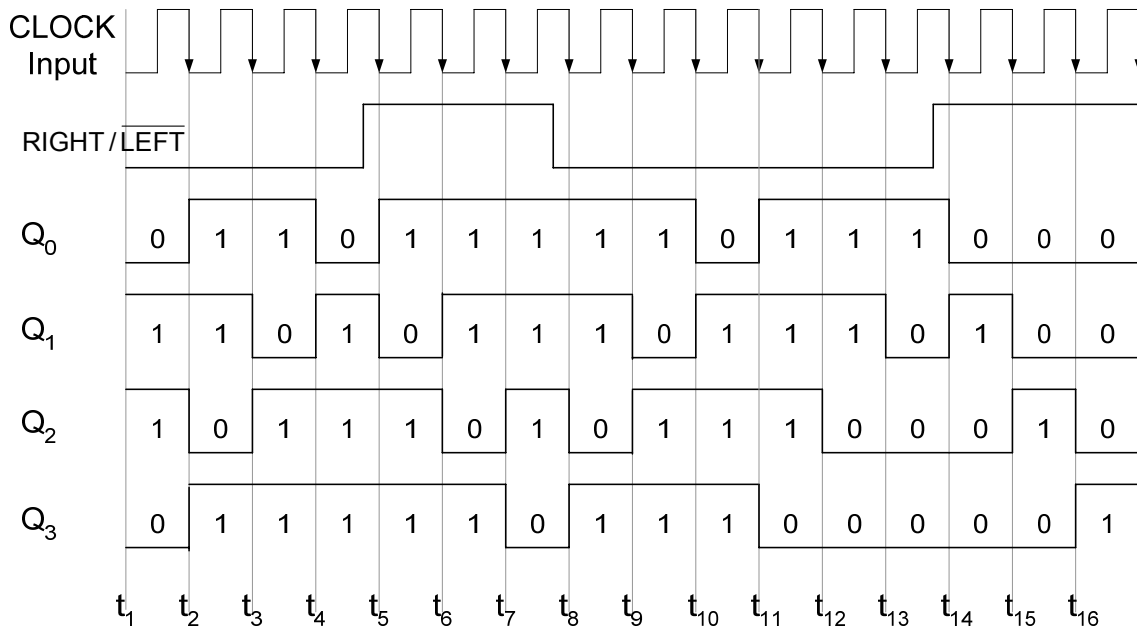 CLOCK
Input
RIGHT/L̅E̅F̅T̅
Q₀ 0 1 1 0 1 1 1 1 1 0 1 1 1 0 0 0
Q₁ 1 1 0 1 0 1 1 1 0 1 1 1 0 1 0 0
Q₂ 1 0 1 1 1 0 1 0 1 1 1 0 0 0 1 0
Q₃ 0 1 1 1 1 1 0 1 1 1 0 0 0 0 0 1
t₁ t₂ t₃ t₄ t₅ t₆ t₇ t₈ t₉ t₁₀ t₁₁ t₁₂ t₁₃ t₁₄ t₁₅ t₁₆